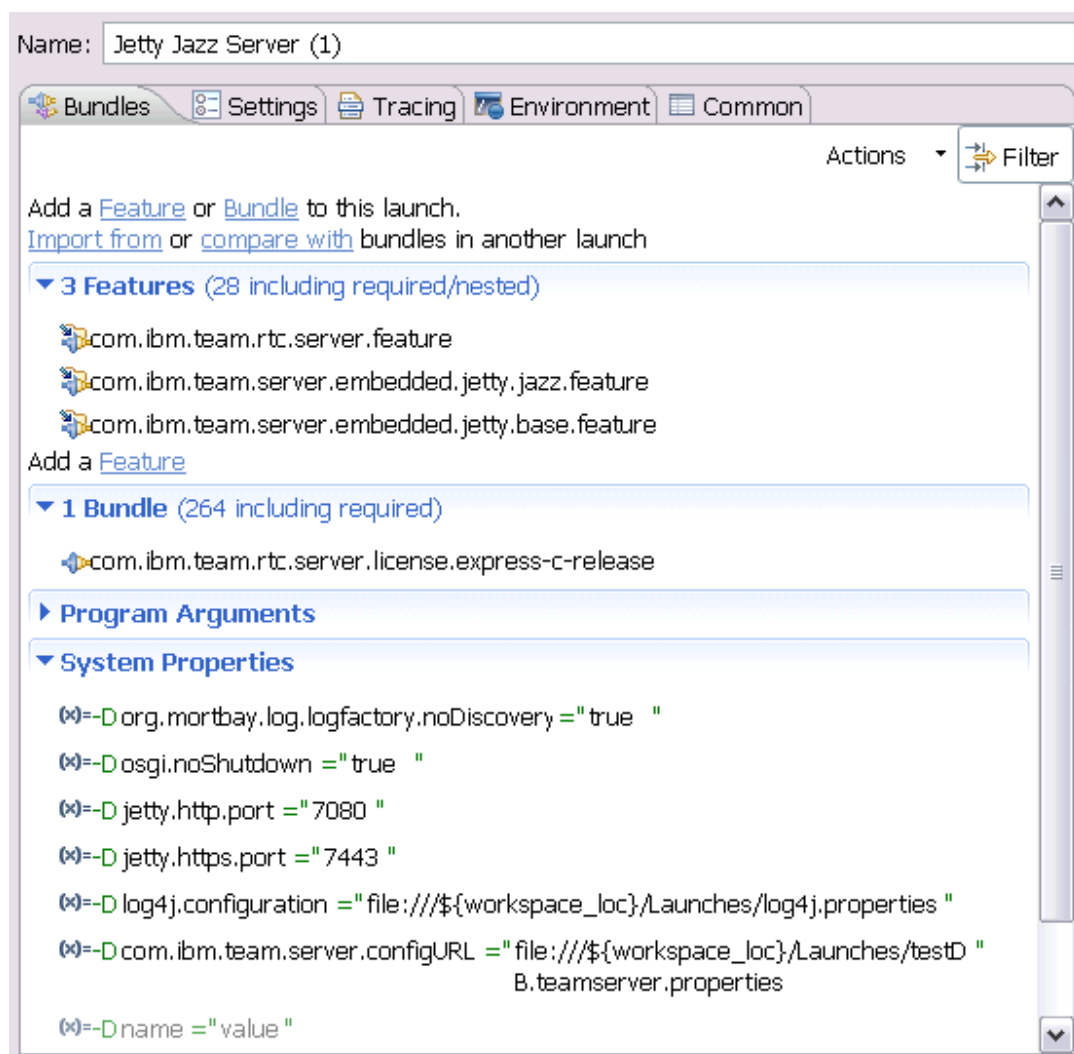 Name: Jetty Jazz Server (1)
Bundles Settings Tracing Environment Common
Actions Filter
Add a Feature or Bundle to this launch.
Import from or compare with bundles in another launch
3 Features (28 including required/nested)
com.ibm.team.rtc.server.feature
com.ibm.team.server.embedded.jetty.jazz.feature
com.ibm.team.server.embedded.jetty.base.feature
Add a Feature
1 Bundle (264 including required)
com.ibm.team.rtc.server.license.express-c-release
Program Arguments
System Properties
(x)=-D org.mortbay.log.logfactory.noDiscovery ="true "
(x)=-D osgi.noShutdown ="true "
(x)=-D jetty.http.port ="7080 "
(x)=-D jetty.https.port ="7443 "
(x)=-D log4j.configuration ="file:///${workspace_loc}/Launches/log4j.properties "
(x)=-D com.ibm.team.server.configURL ="file:///${workspace_loc}/Launches/testD "
B.teamserver.properties
(x)=-D name ="value "